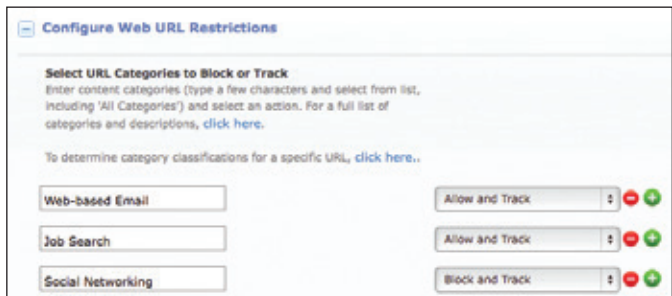 Configure Web URL Restrictions
Select URL Categories to Block or Track
Enter content categories (type a few characters and select from list,
including 'All Categories') and select an action. For a full list of
categories and descriptions, click here.
To determine category classifications for a specific URL, click here..
Web-based Email Allow and Track
Job Search Allow and Track
Social Networking Block and Track